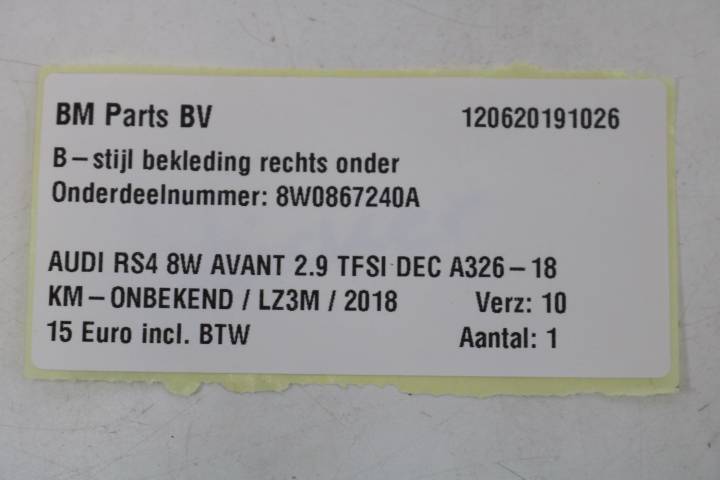 BM Parts BV 120620191026
B-stijl bekleding rechts onder
Onderdeelnummer: 8W0867240A
AUDI RS4 8W AVANT 2.9 TFSI DEC A326-18
KM-ONBEKEND / LZ3M / 2018 Verz: 10
15 Euro incl. BTW Aantal: 1